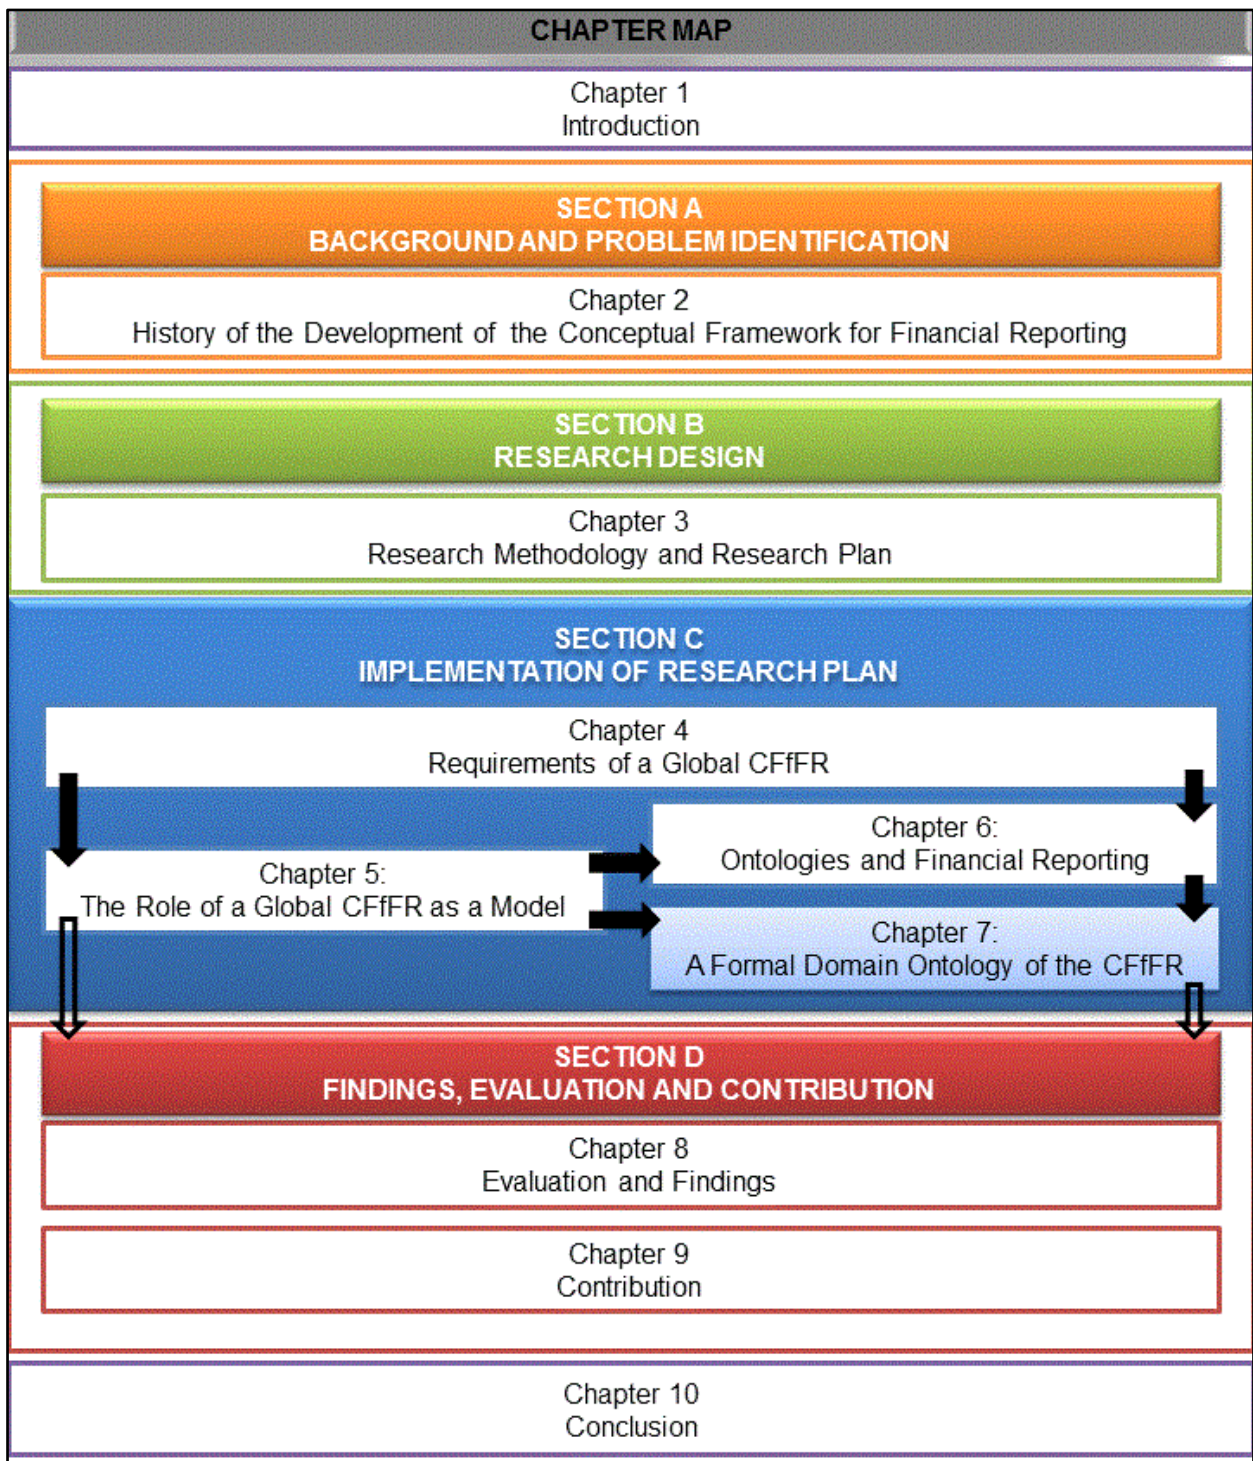 CHAPTER MAP
Chapter 1
Introduction
SECTION A
BACKGROUND AND PROBLEM IDENTIFICATION
Chapter 2
History of the Development of the Conceptual Framework for Financial Reporting
SECTION B
RESEARCH DESIGN
Chapter 3
Research Methodology and Research Plan
SECTION C
IMPLEMENTATION OF RESEARCH PLAN
Chapter 4
Requirements of a Global CFfFR
Chapter 5:
The Role of a Global CFfFR as a Model
Chapter 6:
Ontologies and Financial Reporting
Chapter 7:
A Formal Domain Ontology of the CFfFR
SECTION D
FINDINGS, EVALUATION AND CONTRIBUTION
Chapter 8
Evaluation and Findings
Chapter 9
Contribution
Chapter 10
Conclusion